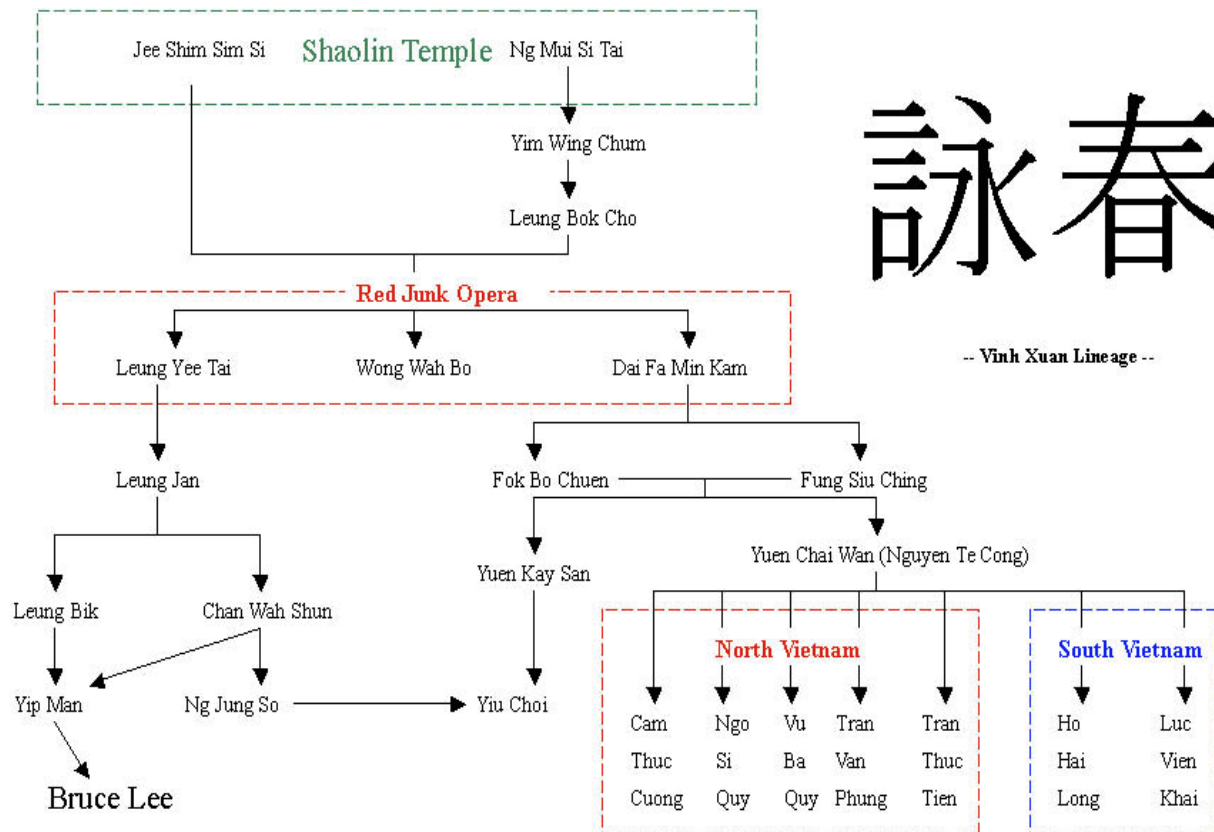 Jee Shim Sim Si
Shaolin Temple
Ng Mui Si Tai
Yim Wing Chum
Leung Bok Cho
詠春
Red Junk Opera
Leung Yee Tai
Wong Wah Bo
Dai Fa Min Kam
-- Vinh Xuan Lineage --
Leung Jan
Fok Bo Chuen
Fung Siu Ching
Yuen Chai Wan (Nguyen Te Cong)
Yuen Kay San
Leung Bik
Chan Wah Shun
North Vietnam
South Vietnam
Yip Man
Ng Jung So
Yiu Choi
Cam
Thuc
Cuong
Ngo
Si
Quy
Vu
Ba
Quy
Tran
Van
Phung
Tran
Thuc
Tien
Ho
Hai
Long
Luc
Vien
Khai
Bruce Lee